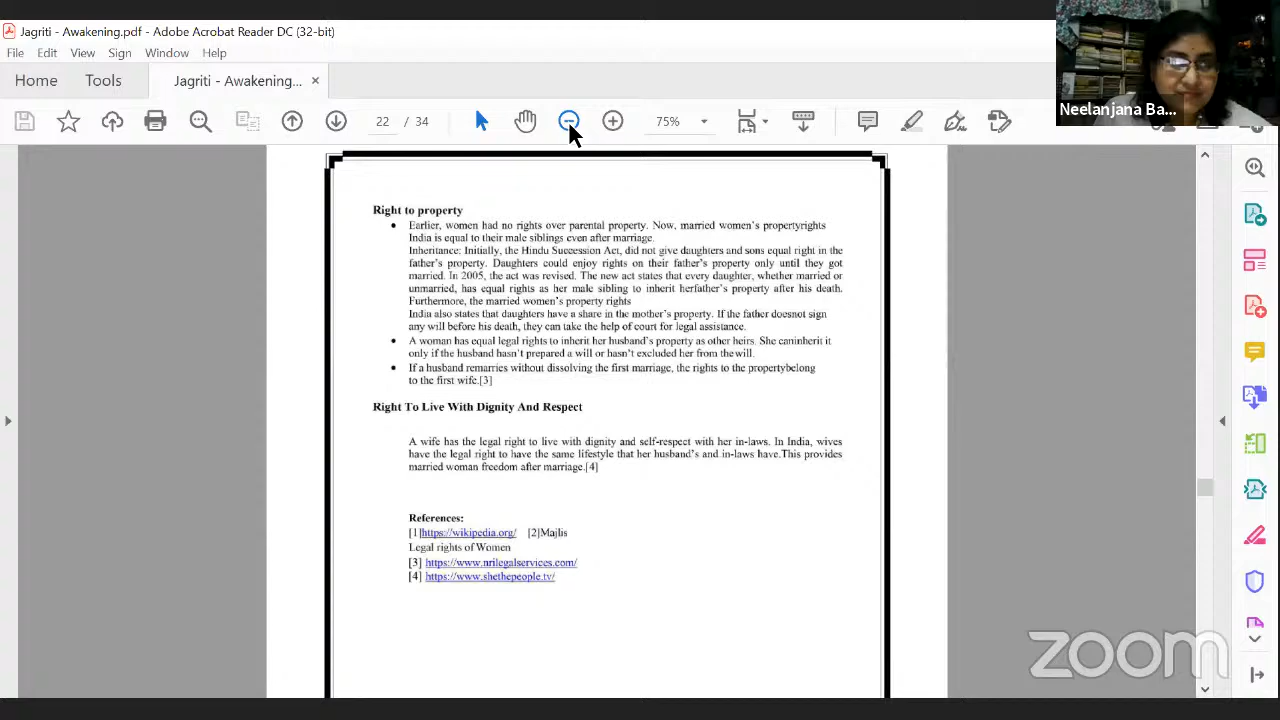 Jagriti - Awakening.pdf - Adobe Acrobat Reader DC (32-bit)
File Edit View Sign Window Help
Home Tools Jagriti - Awakening... ×
22 / 34 75%
Neelanjana Ba...
Right to property
• Earlier, women had no rights over parental property. Now, married women's propertyrights
India is equal to their male siblings even after marriage.
Inheritance: Initially, the Hindu Succession Act, did not give daughters and sons equal right in the
father's property. Daughters could enjoy rights on their father's property only until they got
married. In 2005, the act was revised. The new act states that every daughter, whether married or
unmarried, has equal rights as her male sibling to inherit herfather's property after his death.
Furthermore, the married women's property rights
India also states that daughters have a share in the mother's property. If the father doesnot sign
any will before his death, they can take the help of court for legal assistance.
• A woman has equal legal rights to inherit her husband's property as other heirs. She caninherit it
only if the husband hasn't prepared a will or hasn't excluded her from thewill.
• If a husband remarries without dissolving the first marriage, the rights to the propertybelong
to the first wife.[3]
Right To Live With Dignity And Respect
A wife has the legal right to live with dignity and self-respect with her in-laws. In India, wives
have the legal right to have the same lifestyle that her husband's and in-laws have.This provides
married woman freedom after marriage.[4]
References:
[1]https://wikipedia.org/ [2]Majlis
Legal rights of Women
[3] https://www.nrilegalservices.com/
[4] https://www.shethepeople.tv/
zoom